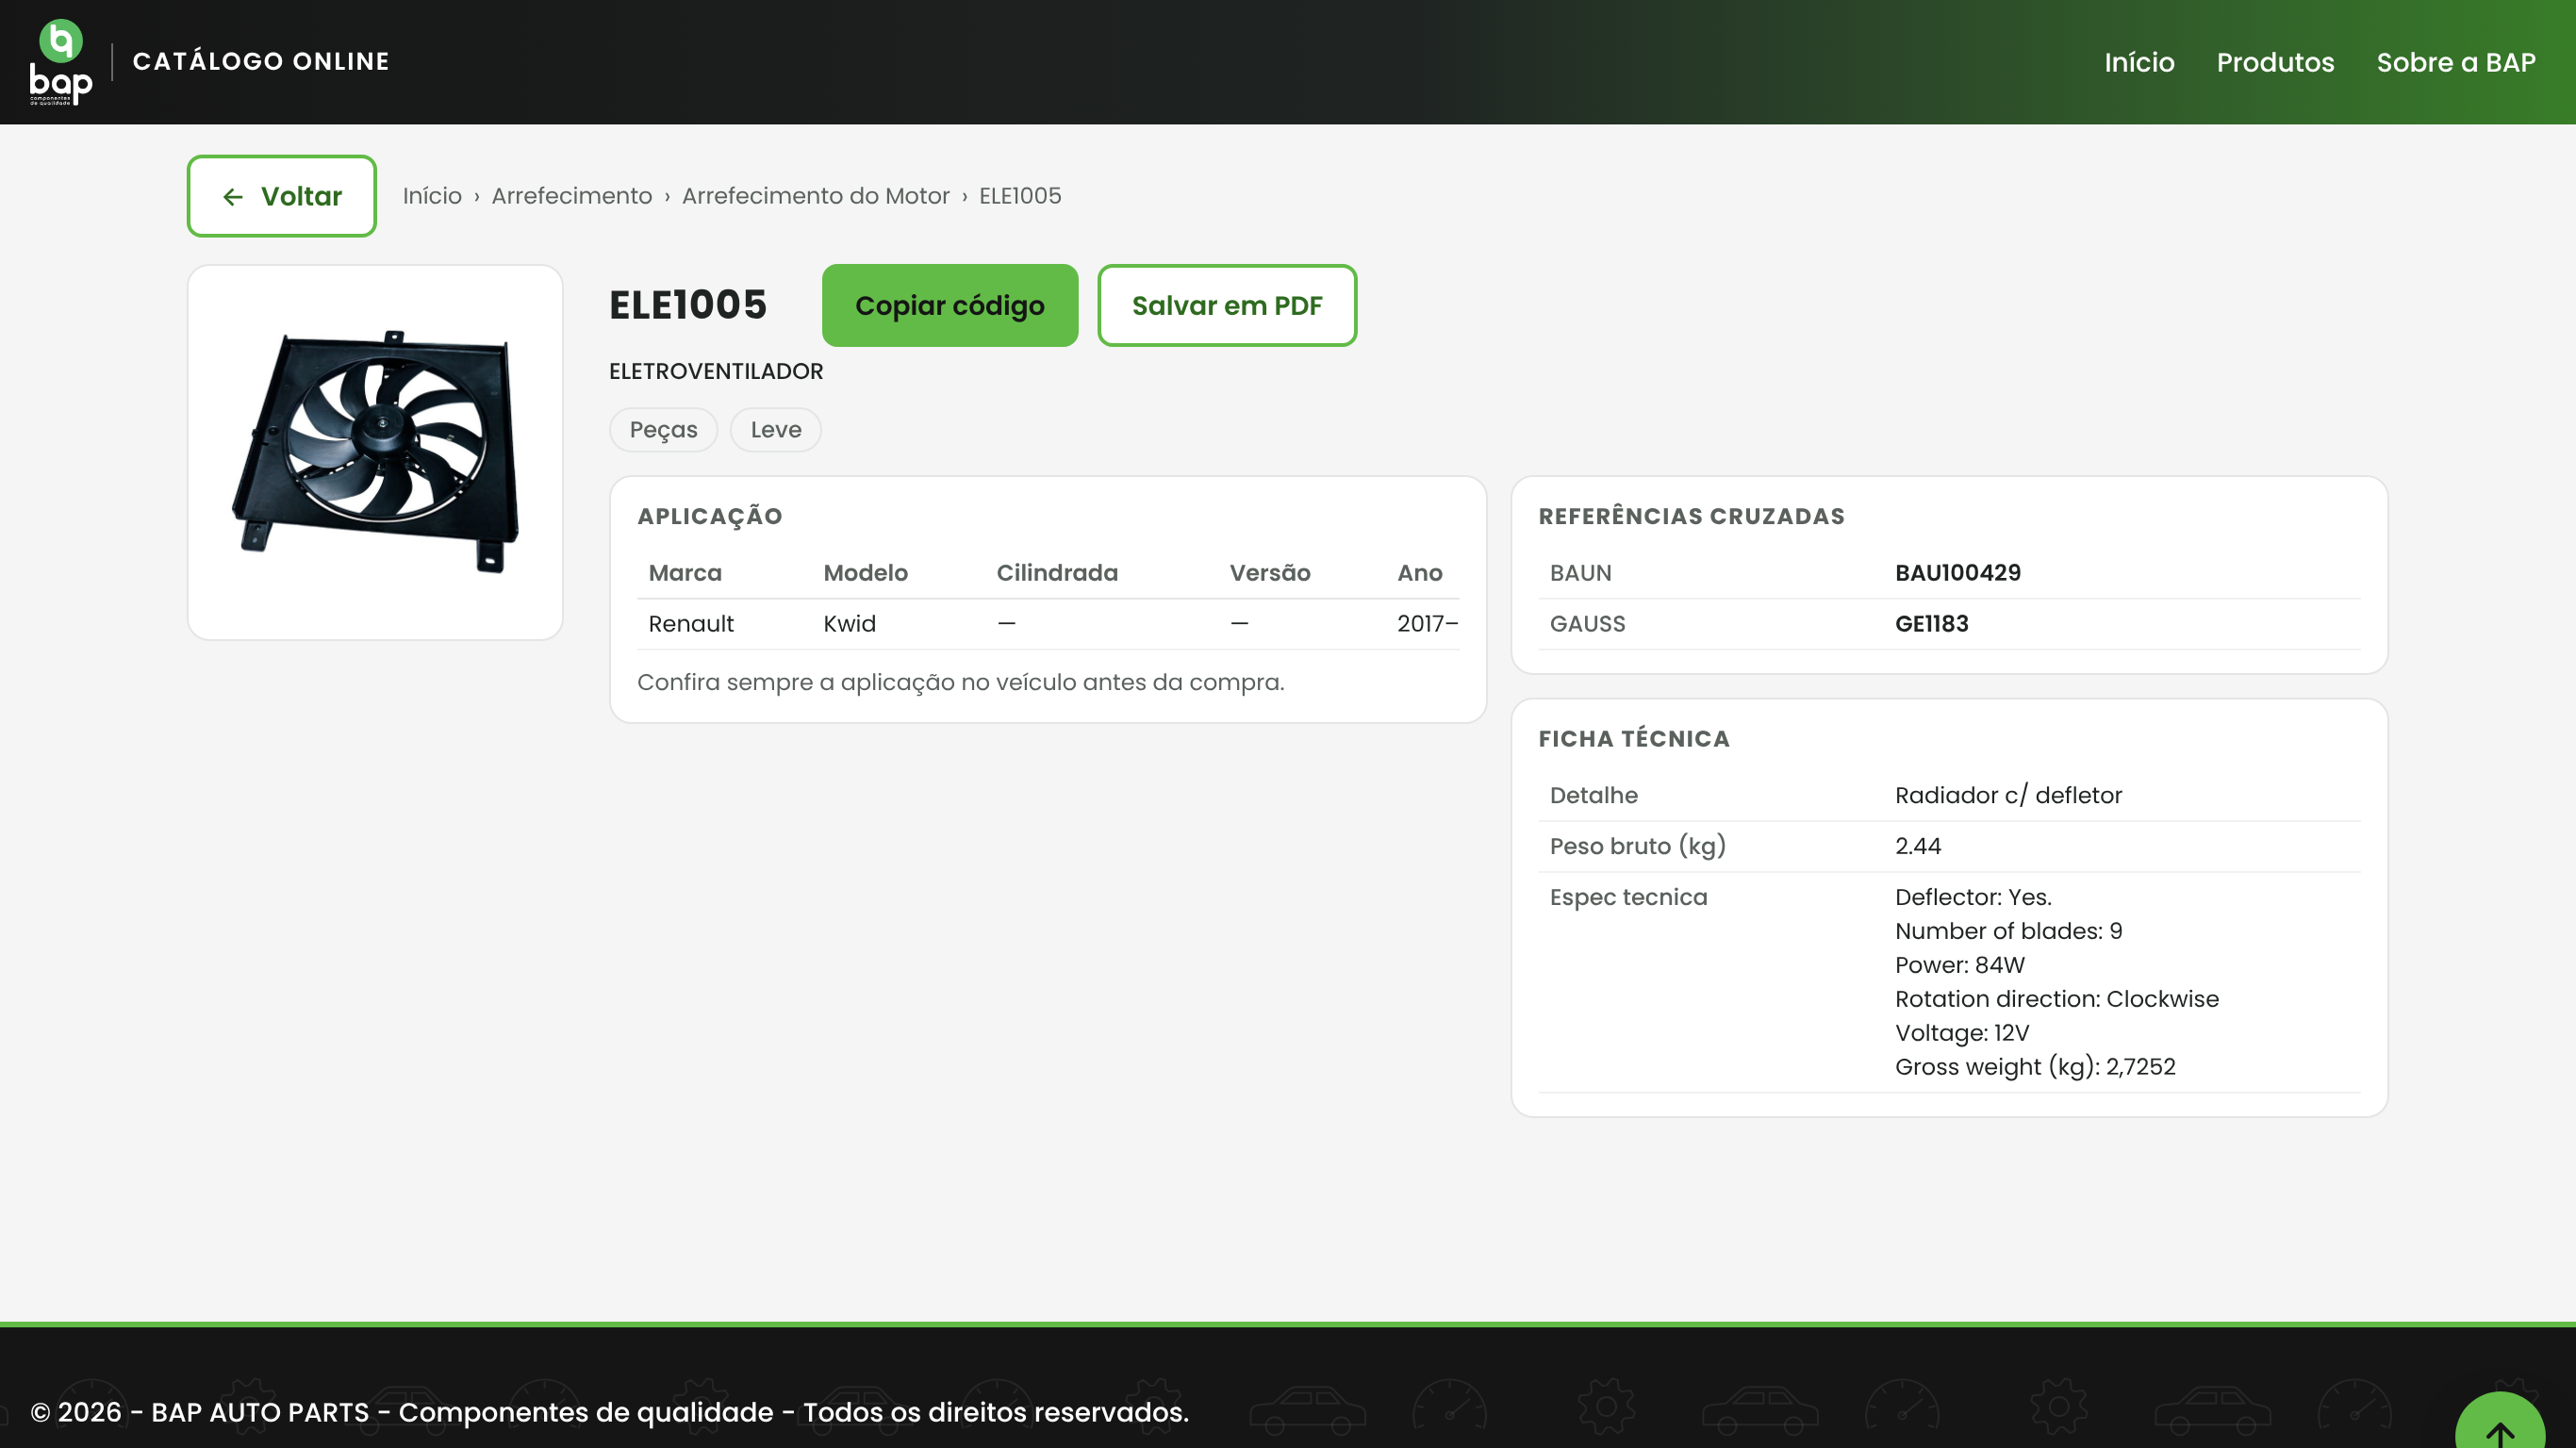 bap
componentes
de qualidade
CATÁLOGO ONLINE
Início Produtos Sobre a BAP
← Voltar
Início › Arrefecimento › Arrefecimento do Motor › ELE1005
ELE1005
Copiar código
Salvar em PDF
ELETROVENTILADOR
Peças Leve
APLICAÇÃO
Marca Modelo Cilindrada Versão Ano
Renault Kwid — — 2017–
Confira sempre a aplicação no veículo antes da compra.
REFERÊNCIAS CRUZADAS
BAUN BAU100429
GAUSS GE1183
FICHA TÉCNICA
Detalhe Radiador c/ defletor
Peso bruto (kg) 2.44
Espec tecnica Deflector: Yes.
Number of blades: 9
Power: 84W
Rotation direction: Clockwise
Voltage: 12V
Gross weight (kg): 2,7252
© 2026 - BAP AUTO PARTS - Componentes de qualidade - Todos os direitos reservados.